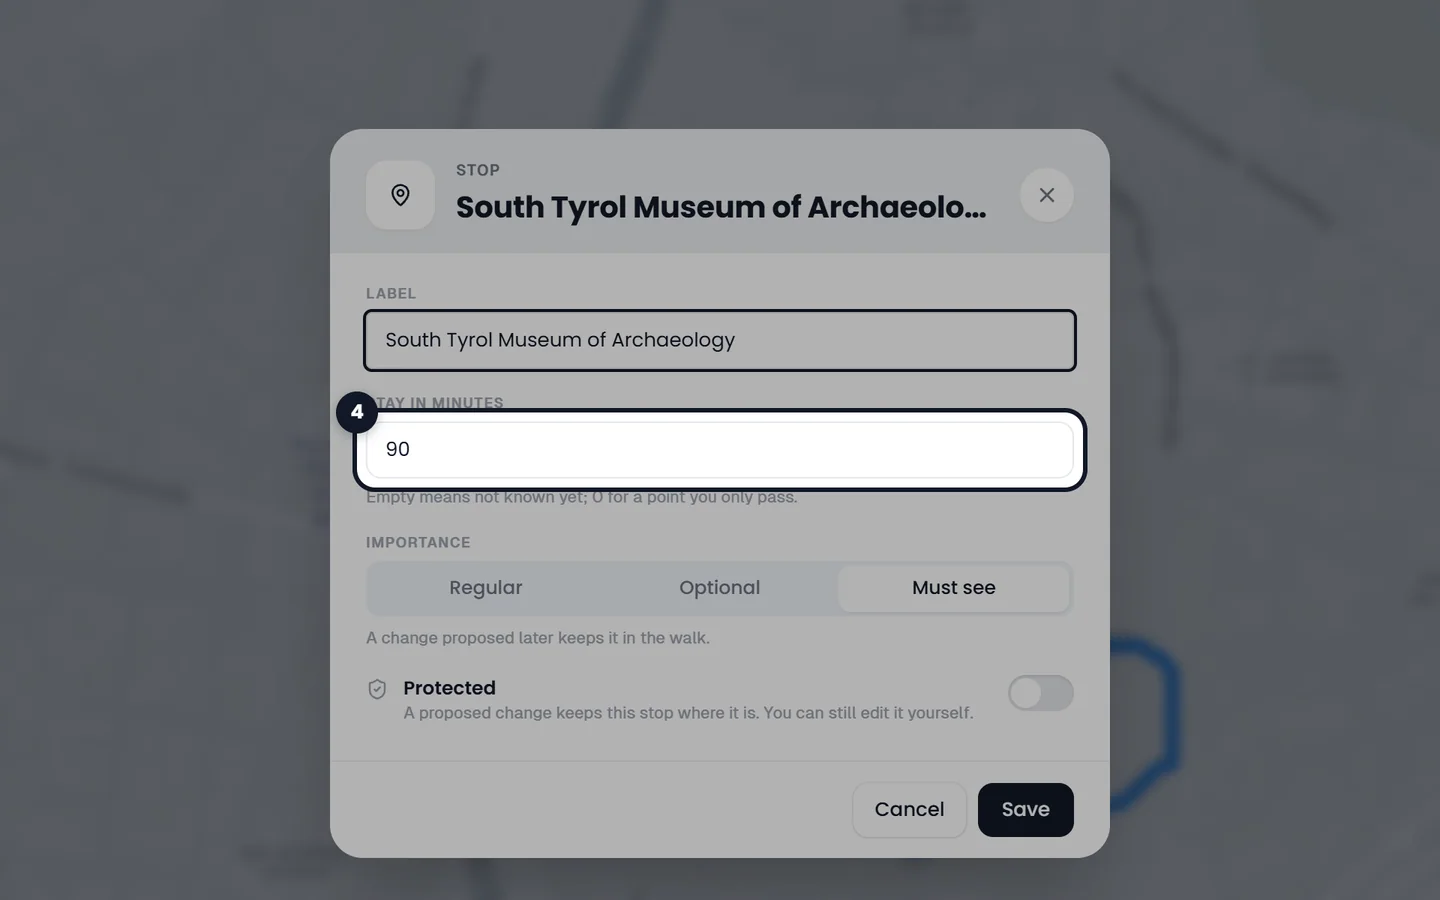 STOP
South Tyrol Museum of Archaeolo...
LABEL
South Tyrol Museum of Archaeology
4
TAY IN MINUTES
90
Empty means not known yet; 0 for a point you only pass.
IMPORTANCE
Regular
Optional
Must see
A change proposed later keeps it in the walk.
Protected
A proposed change keeps this stop where it is. You can still edit it yourself.
Cancel
Save